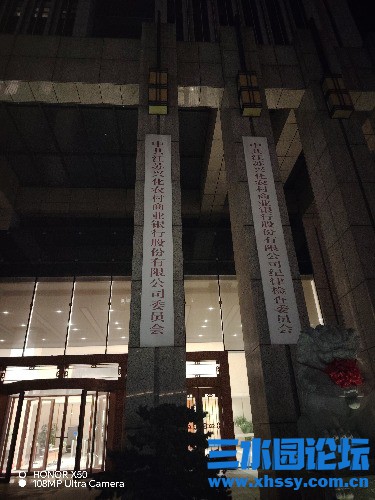 中共江苏兴化农村商业银行股份有限公司委员会
中共江苏兴化农村商业银行股份有限公司纪律检查委员会
HONOR X50
108MP Ultra Camera
三水园论坛
www.xhssy.com.cn